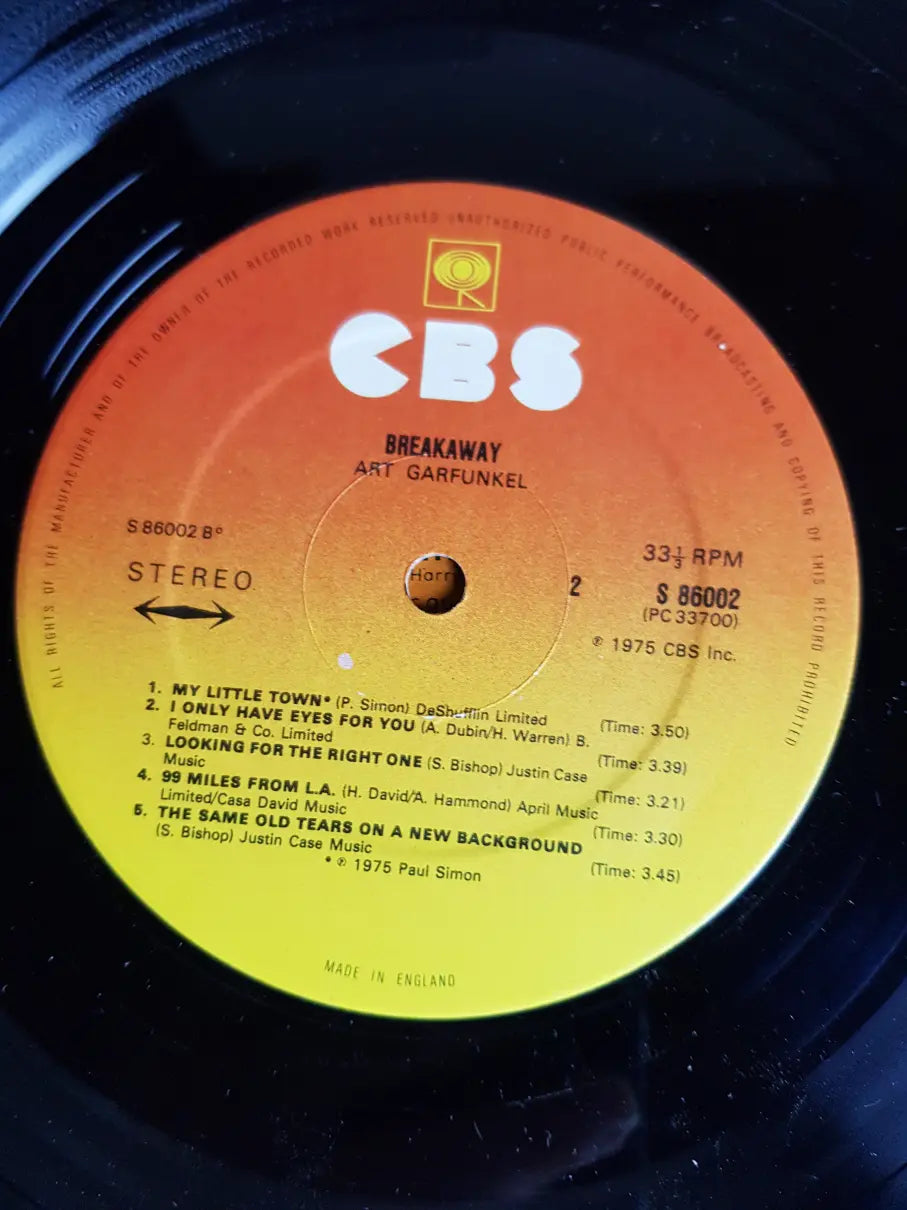 ALL RIGHTS OF THE MANUFACTURER AND OF THE OWNER OF THE RECORDED WORK RESERVED UNAUTHORIZED PUBLIC PERFORMANCE BROADCASTING AND COPYING OF THIS RECORD PROHIBITED
CBS
BREAKAWAY
ART GARFUNKEL
S 86002 B°
STEREO
33⅓ RPM
2
S 86002
(PC 33700)
℗ 1975 CBS Inc.
Harr
1. MY LITTLE TOWN* (P. Simon) DeShufflin Limited (Time: 3.50)
2. I ONLY HAVE EYES FOR YOU (A. Dubin/H. Warren) B.
Feldman & Co. Limited (Time: 3.39)
3. LOOKING FOR THE RIGHT ONE (S. Bishop) Justin Case
Music (Time: 3.21)
4. 99 MILES FROM L.A. (H. David/A. Hammond) April Music
Limited/Casa David Music (Time: 3.30)
5. THE SAME OLD TEARS ON A NEW BACKGROUND
(S. Bishop) Justin Case Music (Time: 3.45)
* ℗ 1975 Paul Simon
MADE IN ENGLAND